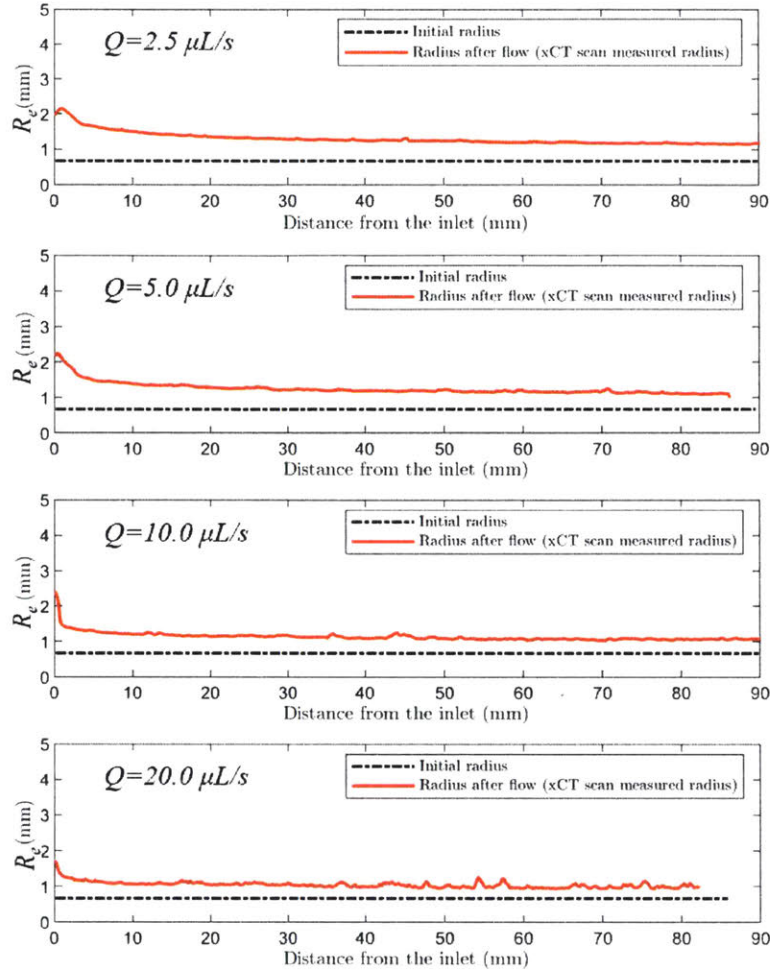 Q=2.5 μL/s
Initial radius
Radius after flow (xCT scan measured radius)
R_e(mm)
5
4
3
2
1
0
0 10 20 30 40 50 60 70 80 90
Distance from the inlet (mm)
Q=5.0 μL/s
Initial radius
Radius after flow (xCT scan measured radius)
R_e(mm)
5
4
3
2
1
0
0 10 20 30 40 50 60 70 80 90
Distance from the inlet (mm)
Q=10.0 μL/s
Initial radius
Radius after flow (xCT scan measured radius)
R_e(mm)
5
4
3
2
1
0
0 10 20 30 40 50 60 70 80 90
Distance from the inlet (mm)
Q=20.0 μL/s
Initial radius
Radius after flow (xCT scan measured radius)
R_e(mm)
5
4
3
2
1
0
0 10 20 30 40 50 60 70 80 90
Distance from the inlet (mm)